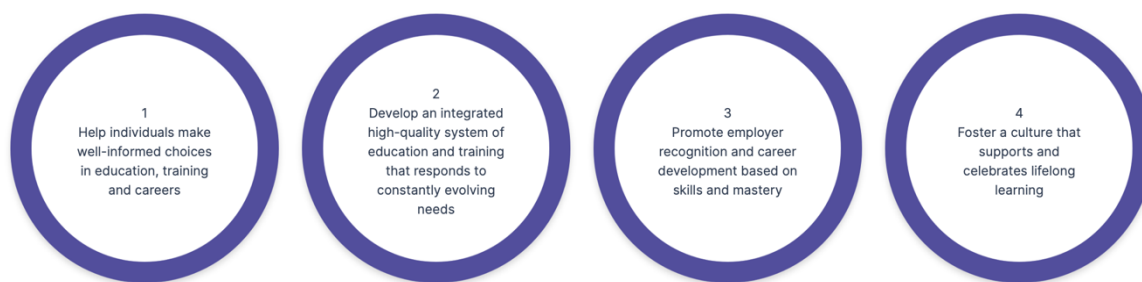 1
Help individuals make
well-informed choices
in education, training
and careers
2
Develop an integrated
high-quality system of
education and training
that responds to
constantly evolving
needs
3
Promote employer
recognition and career
development based on
skills and mastery
4
Foster a culture that
supports and
celebrates lifelong
learning